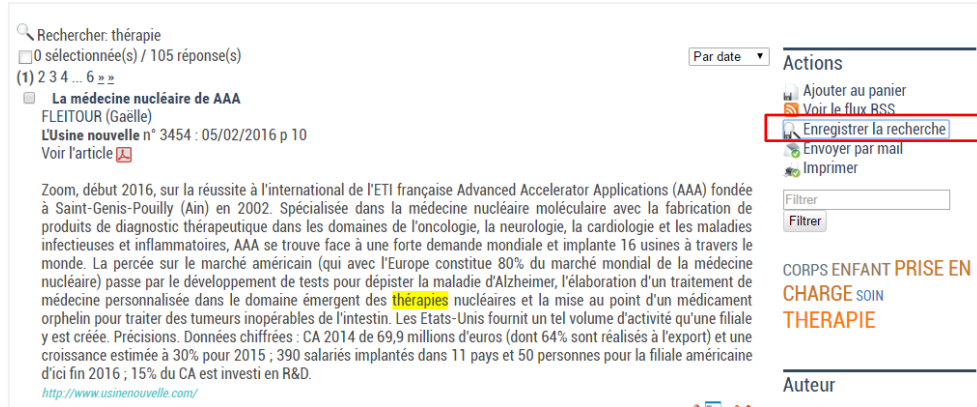 Rechercher: thérapie
0 sélectionnée(s) / 105 réponse(s)
Par date
(1) 2 3 4 ... 6 » »
La médecine nucléaire de AAA
FLEITOUR (Gaëlle)
L'Usine nouvelle n° 3454 : 05/02/2016 p 10
Voir l'article
Zoom, début 2016, sur la réussite à l'international de l'ETI française Advanced Accelerator Applications (AAA) fondée
à Saint-Genis-Pouilly (Ain) en 2002. Spécialisée dans la médecine nucléaire moléculaire avec la fabrication de
produits de diagnostic thérapeutique dans les domaines de l'oncologie, la neurologie, la cardiologie et les maladies
infectieuses et inflammatoires, AAA se trouve face à une forte demande mondiale et implante 16 usines à travers le
monde. La percée sur le marché américain (qui avec l'Europe constitue 80% du marché mondial de la médecine
nucléaire) passe par le développement de tests pour dépister la maladie d'Alzheimer, l'élaboration d'un traitement de
médecine personnalisée dans le domaine émergent des thérapies nucléaires et la mise au point d'un médicament
orphelin pour traiter des tumeurs inopérables de l'intestin. Les Etats-Unis fournit un tel volume d'activité qu'une filiale
y est créée. Précisions. Données chiffrées : CA 2014 de 69,9 millions d'euros (dont 64% sont réalisés à l'export) et une
croissance estimée à 30% pour 2015 ; 390 salariés implantés dans 11 pays et 50 personnes pour la filiale américaine
d'ici fin 2016 ; 15% du CA est investi en R&D.
http://www.usinenouvelle.com/
Actions
Ajouter au panier
Voir le flux RSS
Enregistrer la recherche
Envoyer par mail
Imprimer
Filtrer
Filtrer
CORPS ENFANT PRISE EN
CHARGE SOIN
THERAPIE
Auteur